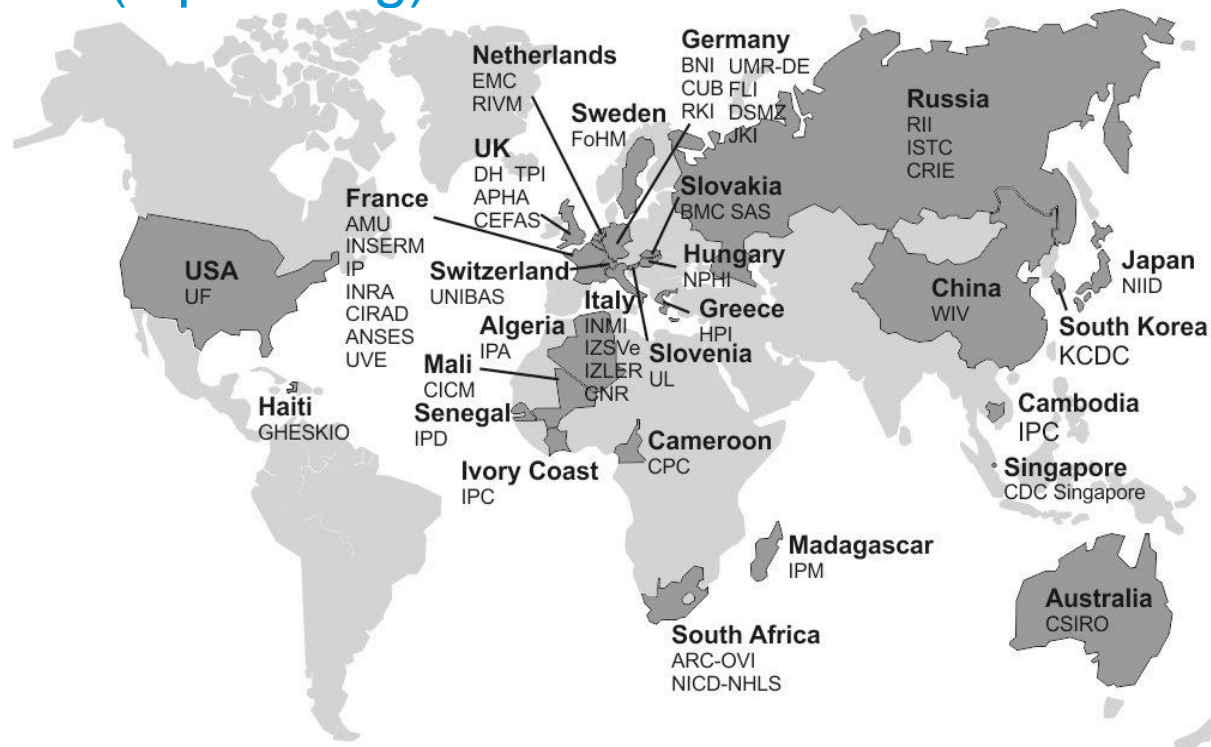 Netherlands
EMC
RIVM
Germany
BNI UMR-DE
CUB FLI
RKI DSMZ
JKI
Sweden
FoHM
Russia
RII
ISTC
CRIE
UK
DH TPI
APHA
CEFAS
France
AMU
INSERM
IP
INRA
CIRAD
ANSES
UVE
Slovakia
BMC SAS
USA
UF
Switzerland
UNIBAS
Hungary
NPHI
Japan
NIID
China
WIV
Italy
INMI
IZSVe
IZLER
CNR
Greece
HPI
Algeria
IPA
South Korea
KCDC
Slovenia
UL
Mali
CICM
Haiti
GHESKIO
Senegal
IPD
Cambodia
IPC
Cameroon
CPC
Ivory Coast
IPC
Singapore
CDC Singapore
Madagascar
IPM
Australia
CSIRO
South Africa
ARC-OVI
NICD-NHLS